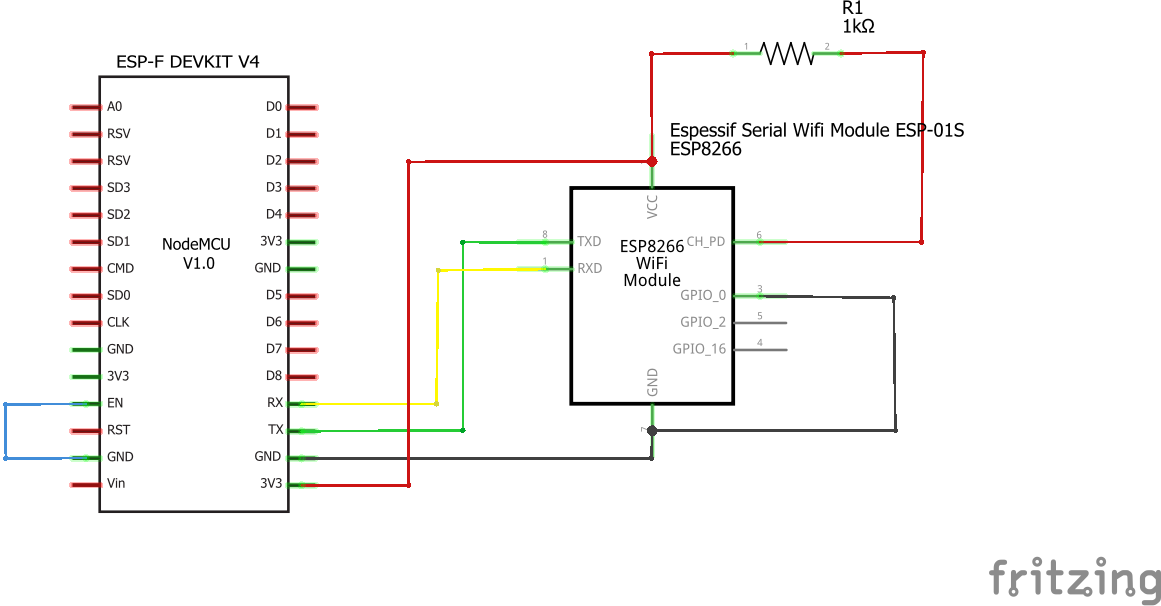 R1
1kΩ
ESP-F DEVKIT V4
A0
RSV
RSV
SD3
SD2
SD1
CMD
SD0
CLK
GND
3V3
EN
RST
GND
Vin
NodeMCU
V1.0
D0
D1
D2
D3
D4
3V3
GND
D5
D6
D7
D8
RX
TX
GND
3V3
1
2
Espessif Serial Wifi Module ESP-01S
ESP8266
VCC
8
TXD
1
RXD
ESP8266
WiFi
Module
CH_PD
6
GPIO_0
3
GPIO_2
5
GPIO_16
4
GND
7
fritzing